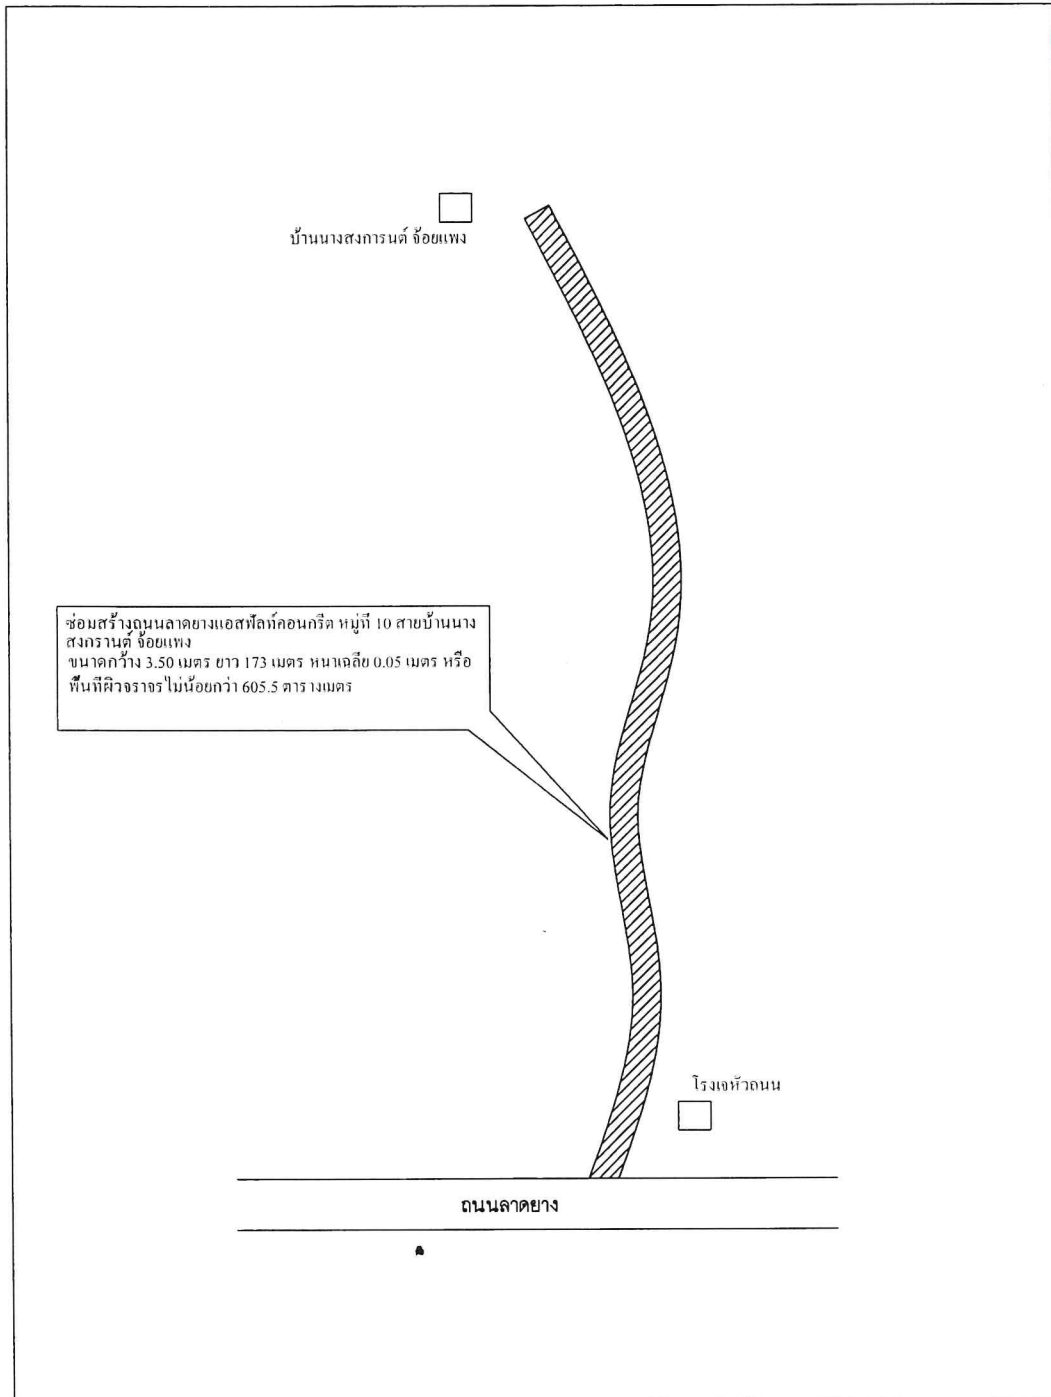 บ้านนางสงการนต์ จ้อยแพง
ซ่อมสร้างถนนลาดยางแอสฟัลท์คอนกรีต หมู่ที่ 10 สายบ้านนาง
สงกรานต์ จ้อยแพง
ขนาดกว้าง 3.50 เมตร ยาว 173 เมตร หนาเฉลี่ย 0.05 เมตร หรือ
พื้นที่ผิวจราจรไม่น้อยกว่า 605.5 ตารางเมตร
โรงเจหัวถนน
ถนนลาดยาง